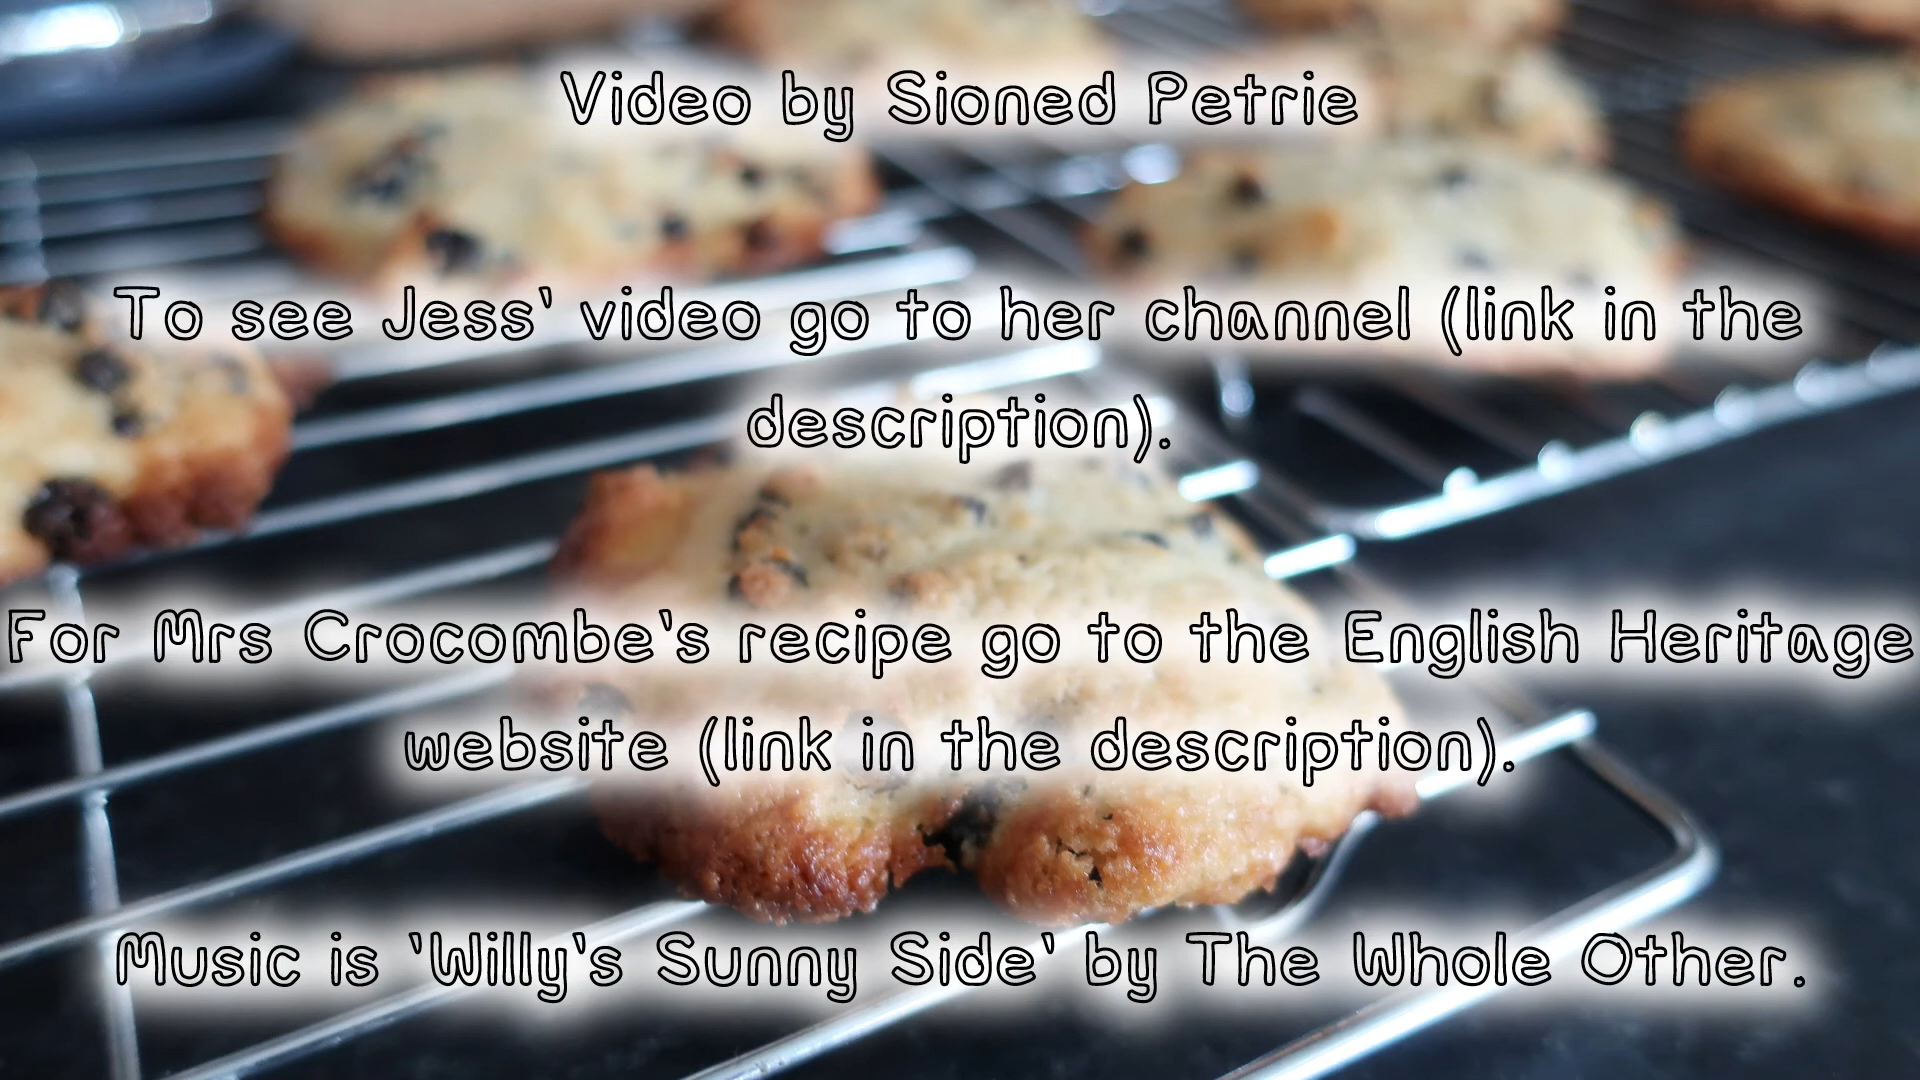 Video by Sioned Petrie
To see Jess' video go to her channel (link in the
description).
For Mrs Crocombe's recipe go to the English Heritage
website (link in the description).
Music is 'Willy's Sunny Side' by The Whole Other.